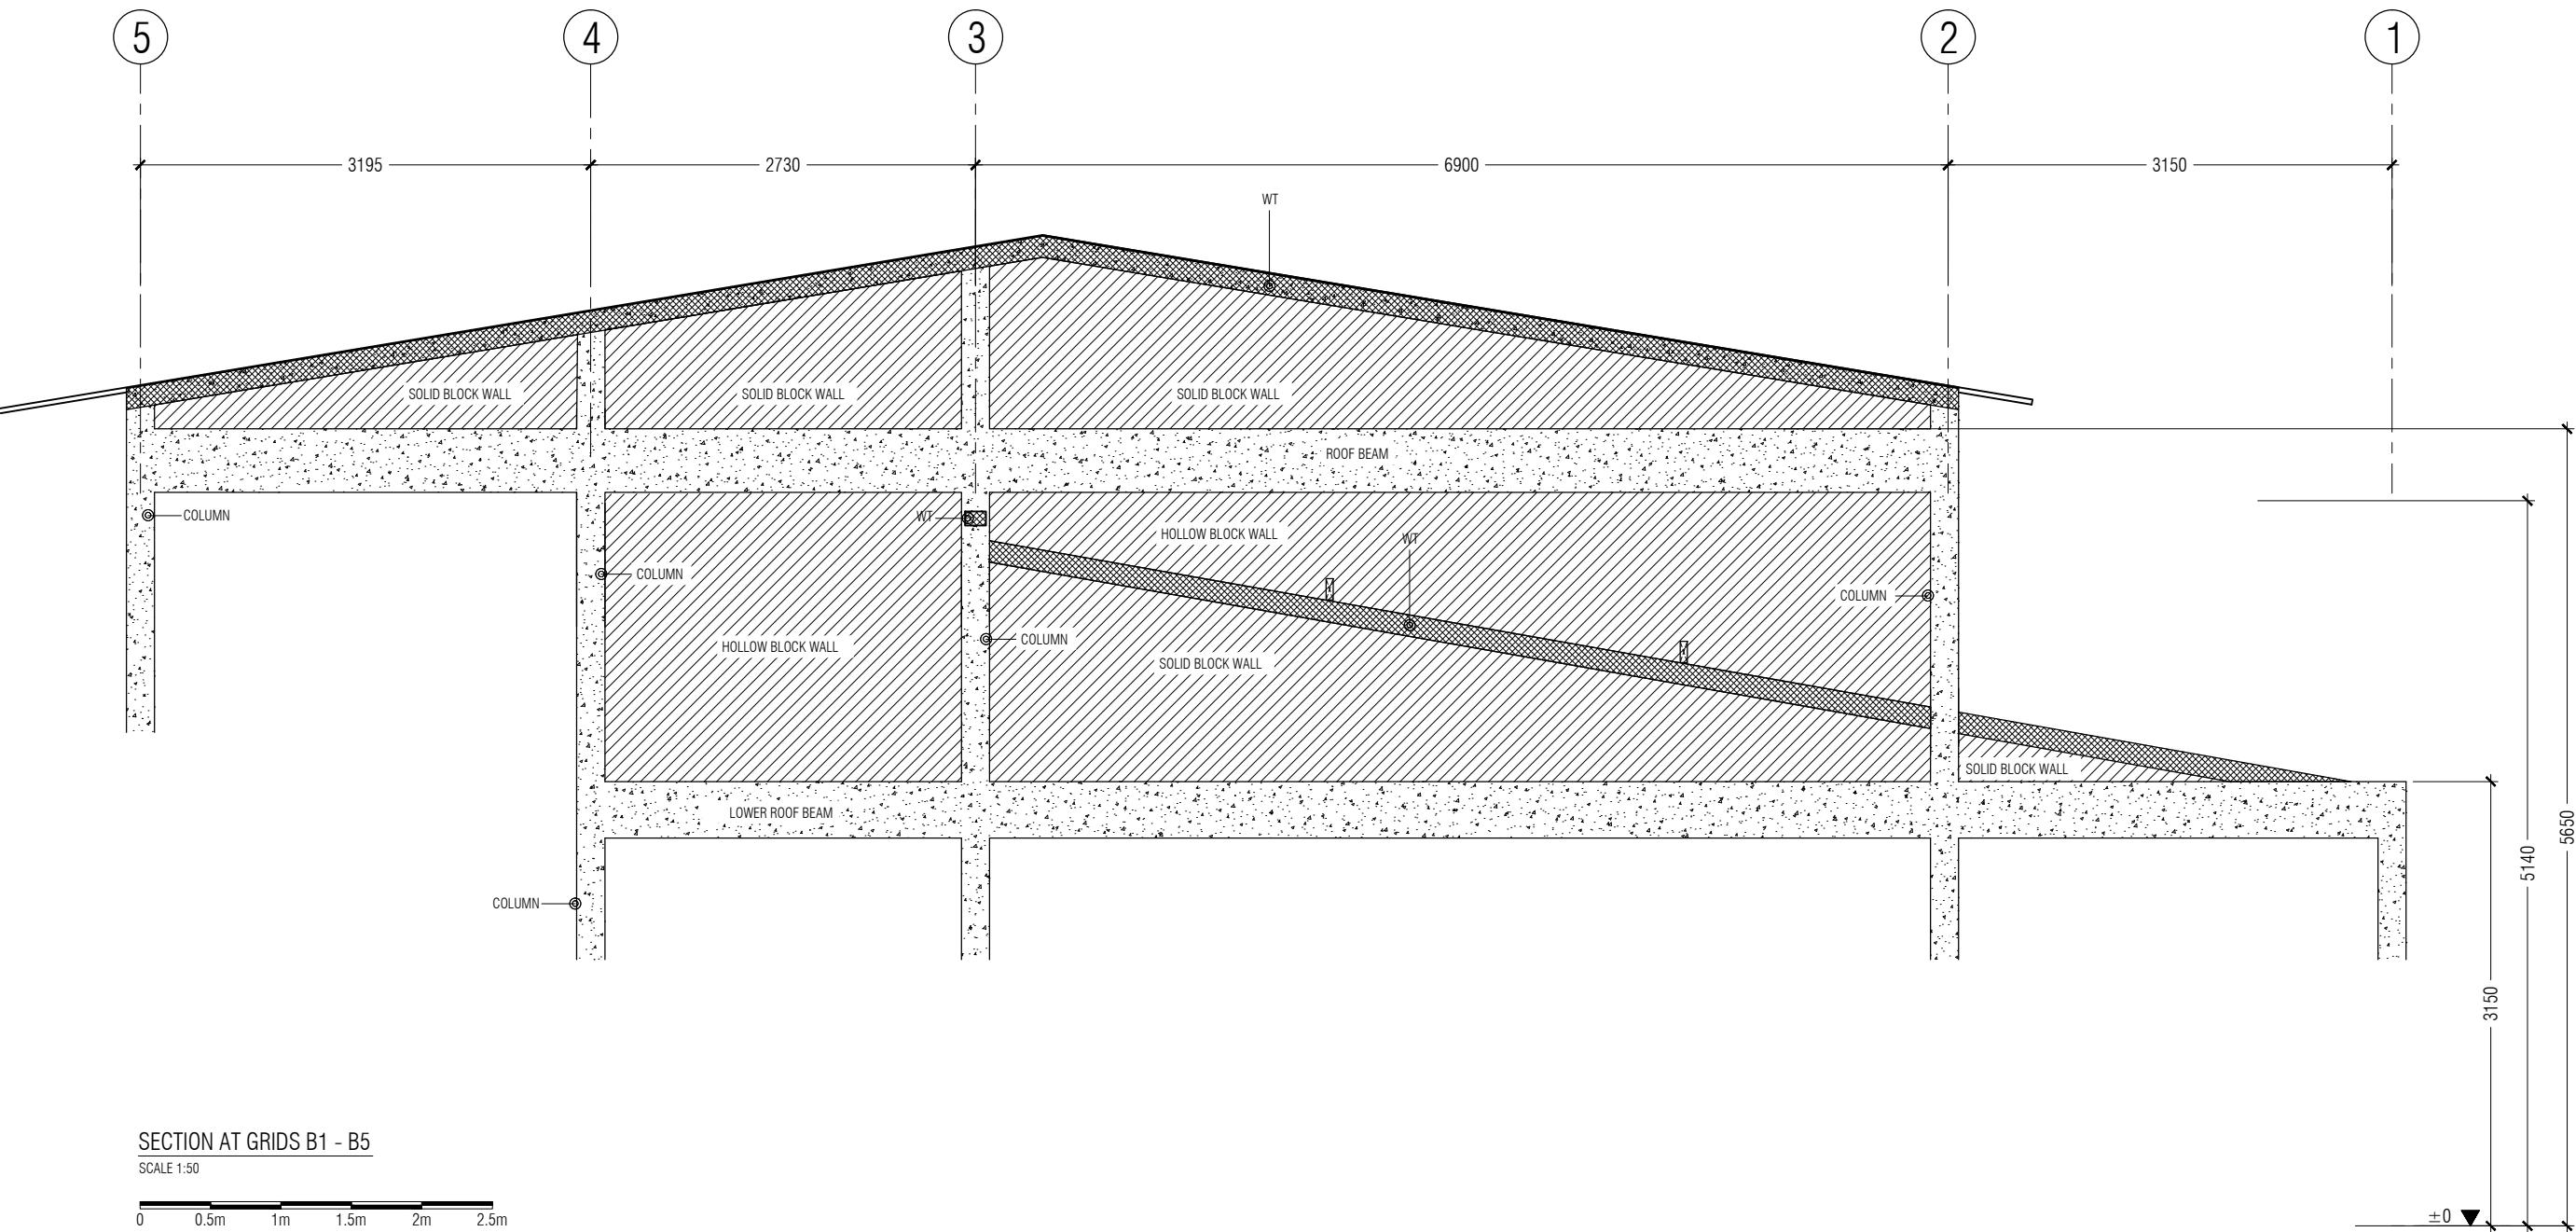 5 4 3 2 1
3195 2730 6900 3150
WT
SOLID BLOCK WALL SOLID BLOCK WALL SOLID BLOCK WALL
ROOF BEAM
COLUMN WT
HOLLOW BLOCK WALL
WT
COLUMN
COLUMN
COLUMN
HOLLOW BLOCK WALL
SOLID BLOCK WALL
SOLID BLOCK WALL
LOWER ROOF BEAM
5650
5140
COLUMN
3150
SECTION AT GRIDS B1 - B5
SCALE 1:50
0 0.5m 1m 1.5m 2m 2.5m
±0